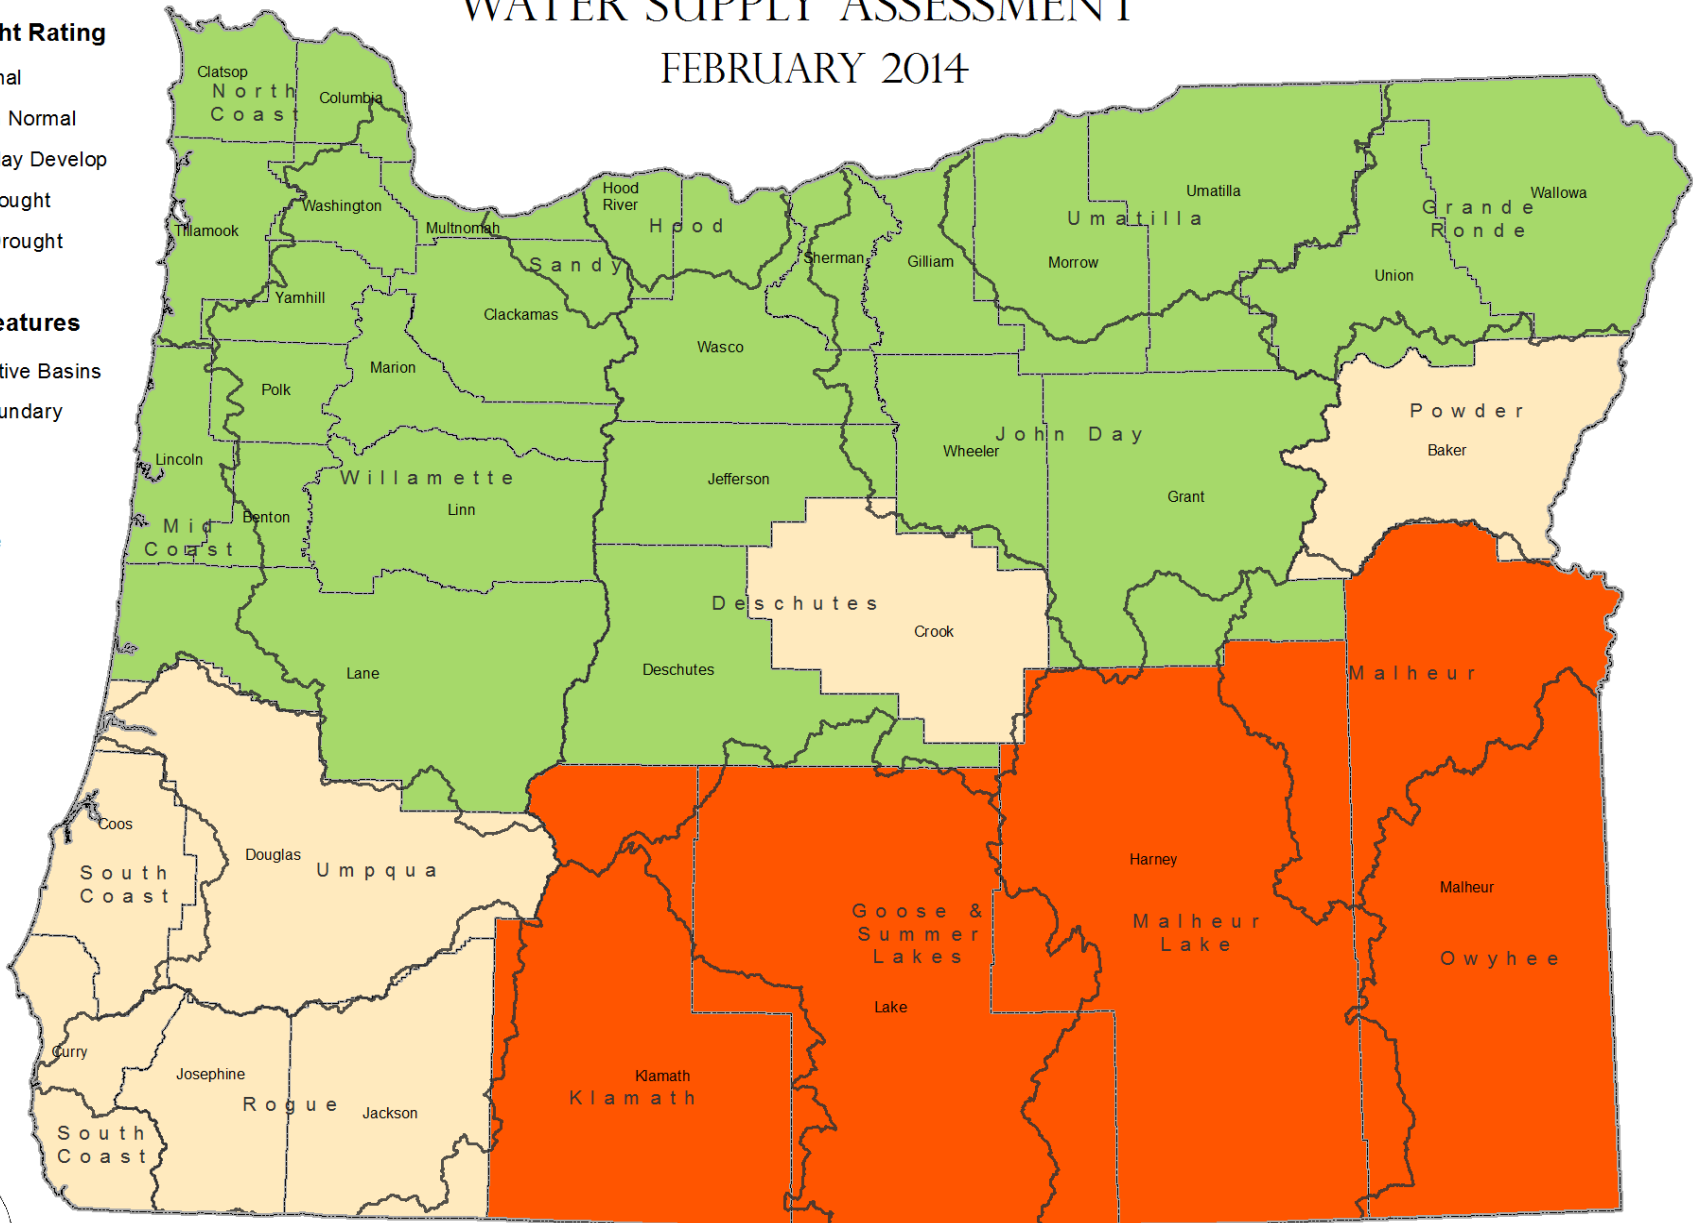 WATER SUPPLY ASSESSMENT
FEBRUARY 2014
ht Rating
nal
Normal
lay Develop
ought
Drought
eatures
tive Basins
undary
Clatsop
North
Coast
Columbia
Tillamook
Washington
Multnomah
Hood
River
Hood
Sandy
Sherman
Gilliam
Umatilla
Umatilla
Morrow
Grande
Ronde
Wallowa
Union
Yamhill
Clackamas
Wasco
Polk
Marion
Powder
Baker
Lincoln
Willamette
Linn
Jefferson
Wheeler
John Day
Grant
Mid
Coast
Benton
Deschutes
Crook
Lane
Deschutes
Malheur
Coos
South
Coast
Douglas
Umpqua
Goose &
Summer
Lakes
Lake
Harney
Malheur
Lake
Malheur
Owyhee
Curry
Josephine
Rogue
Jackson
Klamath
Klamath
South
Coast